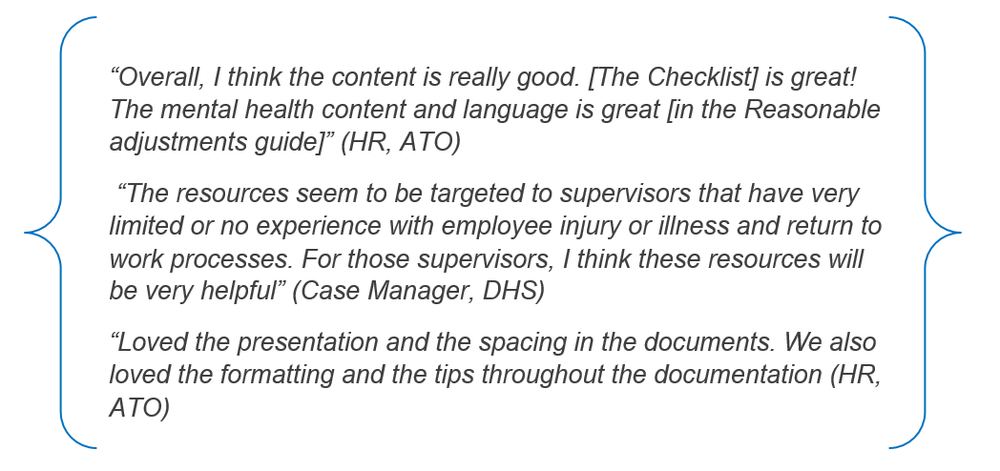 “Overall, I think the content is really good. [The Checklist] is great!
The mental health content and language is great [in the Reasonable
adjustments guide]” (HR, ATO)
“The resources seem to be targeted to supervisors that have very
limited or no experience with employee injury or illness and return to
work processes. For those supervisors, I think these resources will
be very helpful” (Case Manager, DHS)
“Loved the presentation and the spacing in the documents. We also
loved the formatting and the tips throughout the documentation (HR,
ATO)